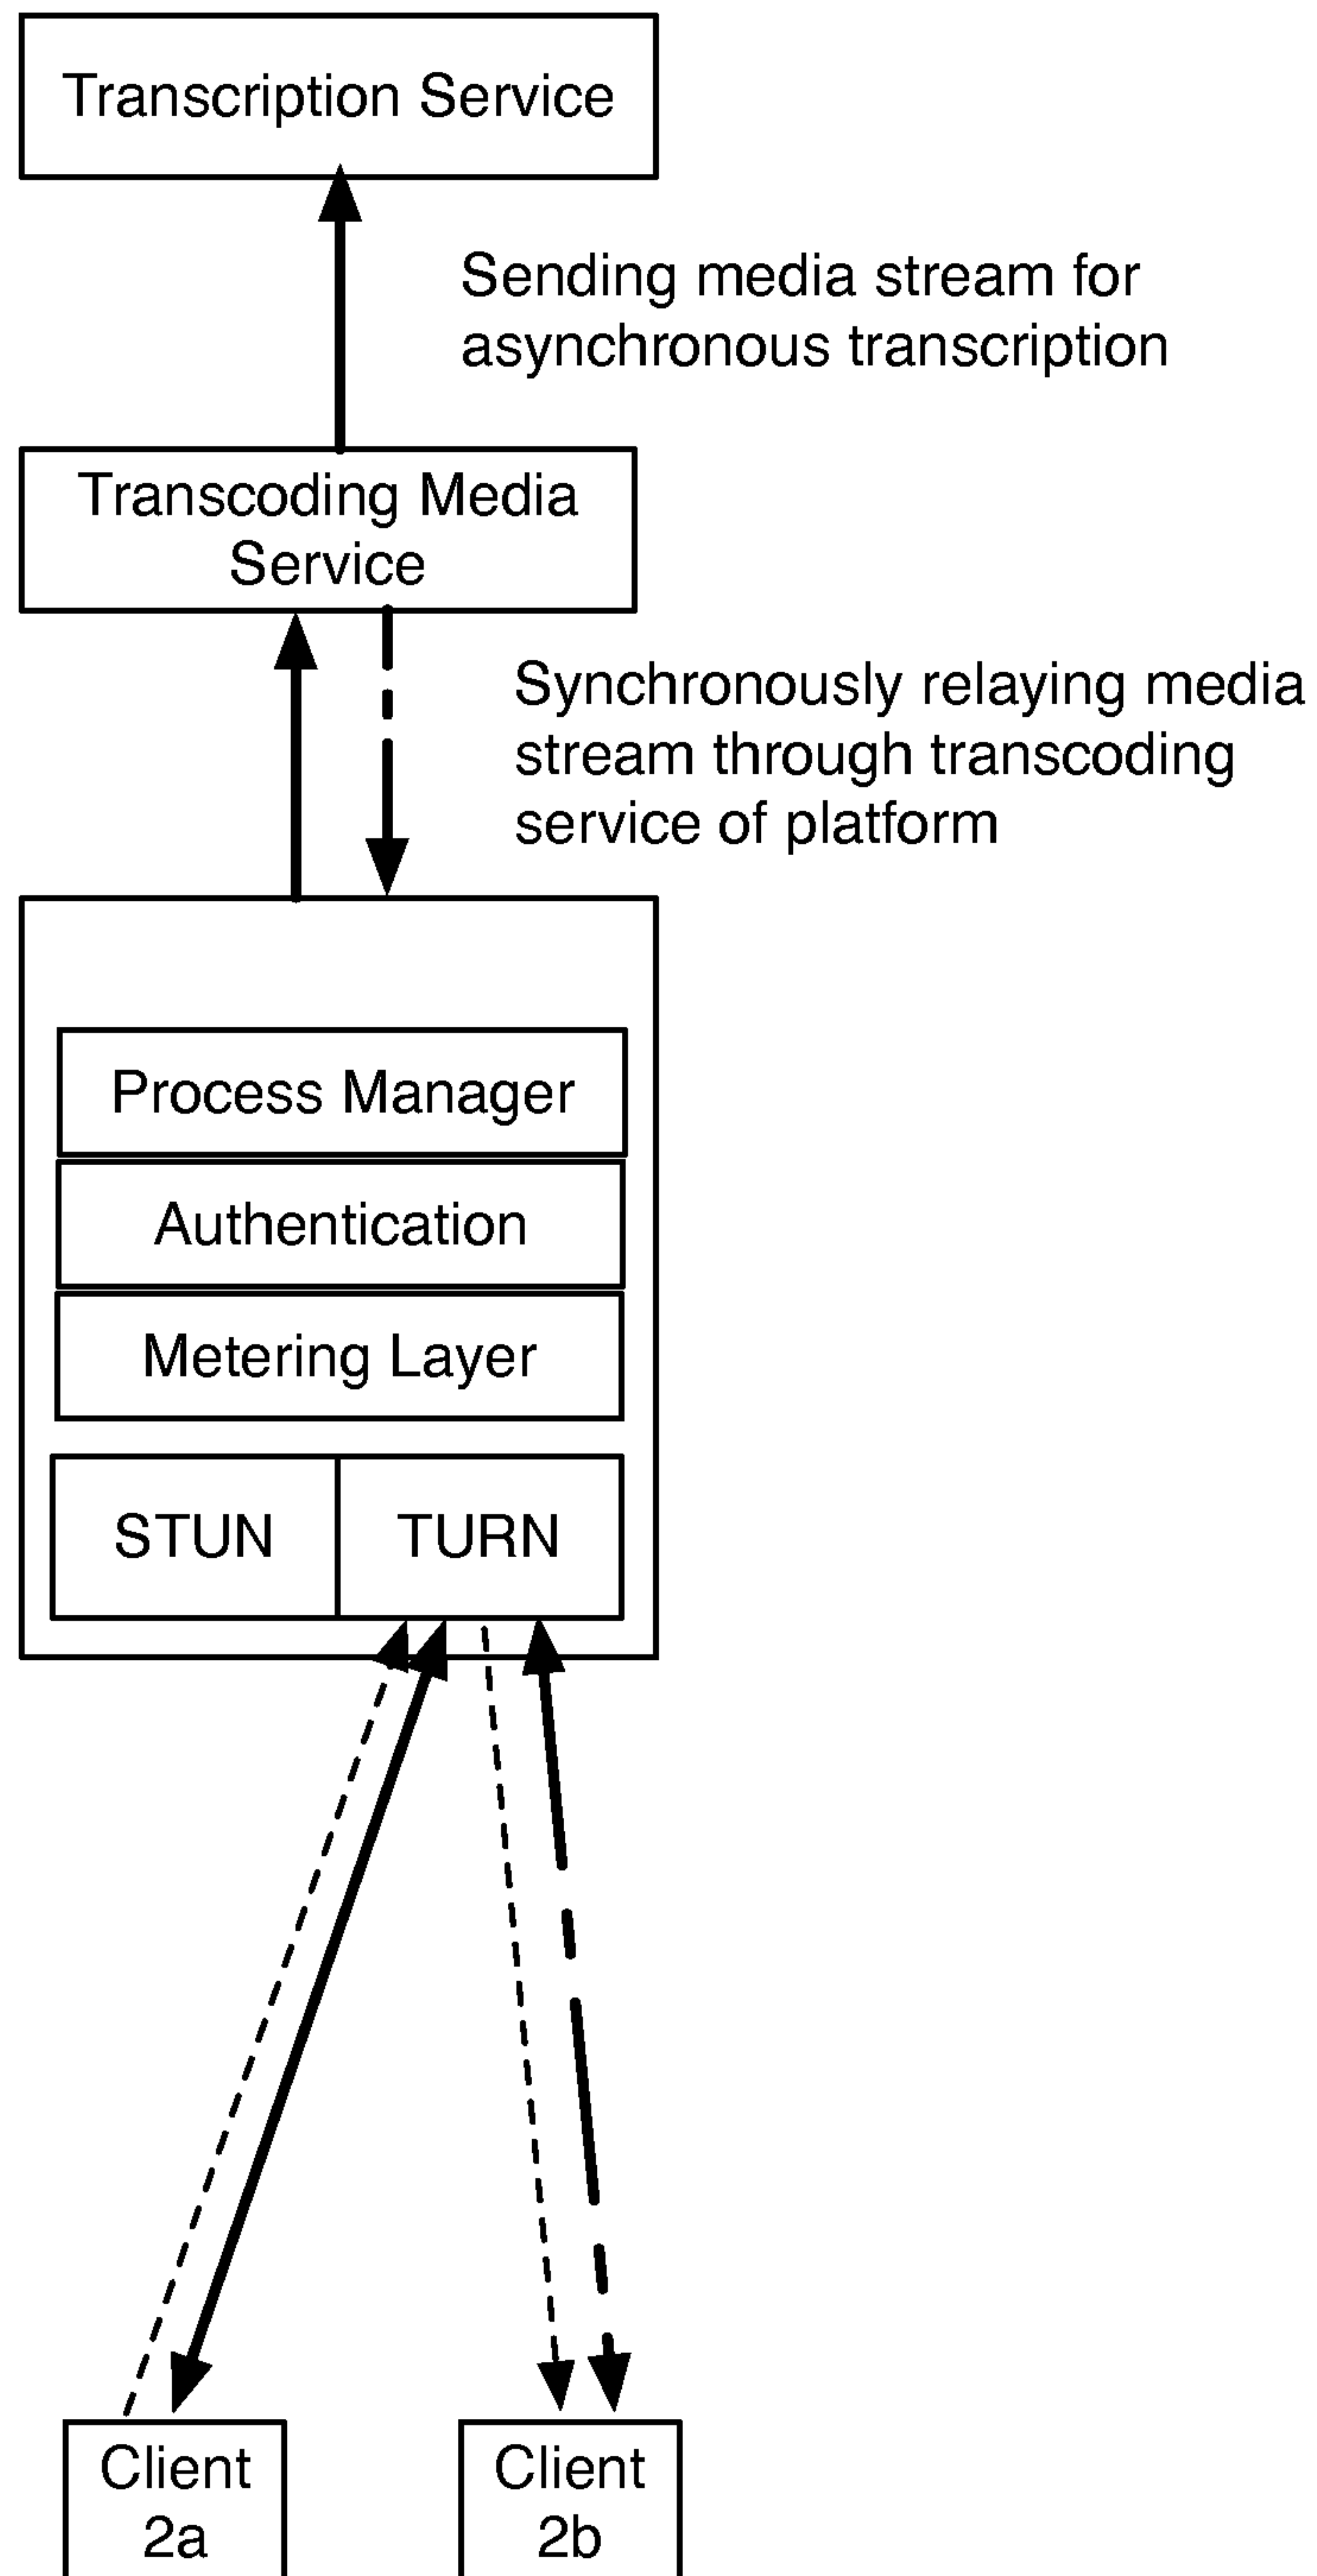 Transcription Service
Sending media stream for
asynchronous transcription
Transcoding Media
Service
Synchronously relaying media
stream through transcoding
service of platform
Process Manager
Authentication
Metering Layer
STUN
TURN
Client
2a
Client
2b